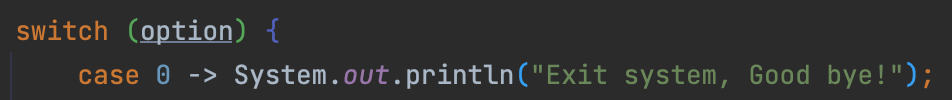 switch (option) {
case 0 -> System.out.println("Exit system, Good bye!");